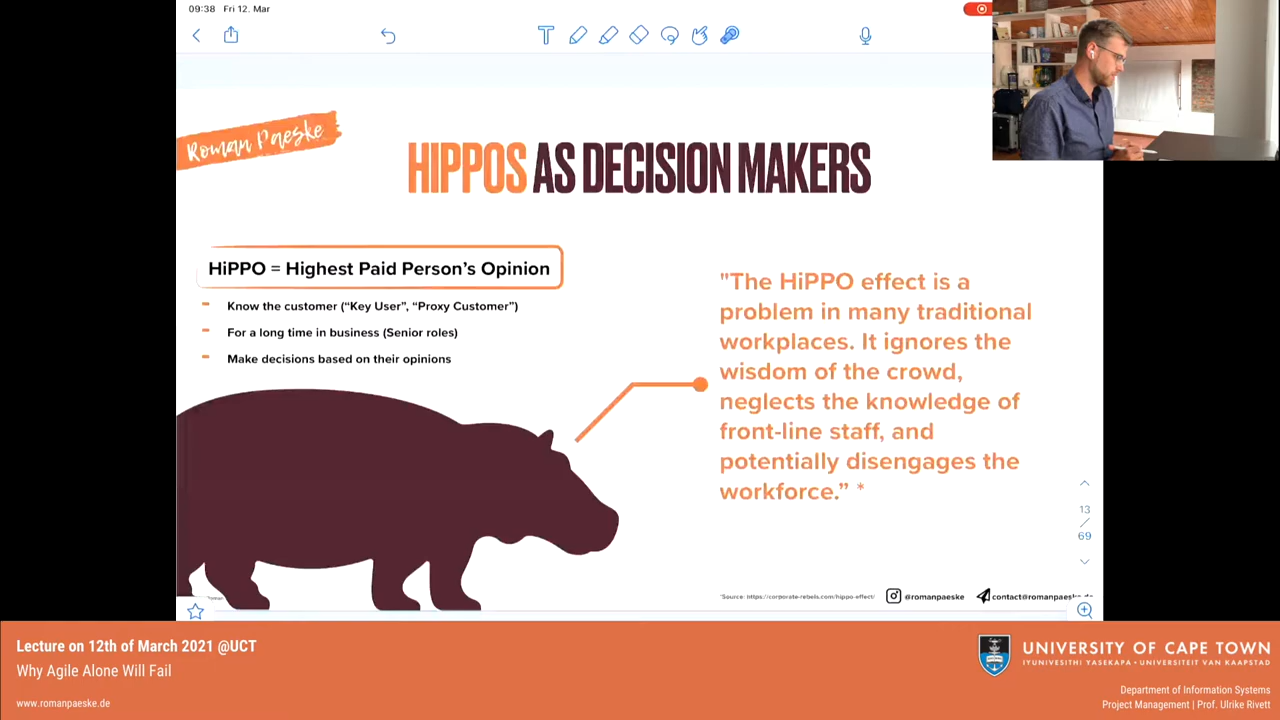 09:38 Fri 12. Mar
Roman Paeske
HIPPOS AS DECISION MAKERS
HiPPO = Highest Paid Person's Opinion
- Know the customer (“Key User”, “Proxy Customer”)
- For a long time in business (Senior roles)
- Make decisions based on their opinions
"The HiPPO effect is a
problem in many traditional
workplaces. It ignores the
wisdom of the crowd,
neglects the knowledge of
front-line staff, and
potentially disengages the
workforce.” *
13
/
69
*Source: https://corporate-rebels.com/hippo-effect/
@romanpaeske
contact@romanpaeske.de
Lecture on 12th of March 2021 @UCT
Why Agile Alone Will Fail
www.romanpaeske.de
UNIVERSITY OF CAPE TOWN
IYUNIVESITHI YASEKAPA • UNIVERSITEIT VAN KAAPSTAD
Department of Information Systems
Project Management | Prof. Ulrike Rivett